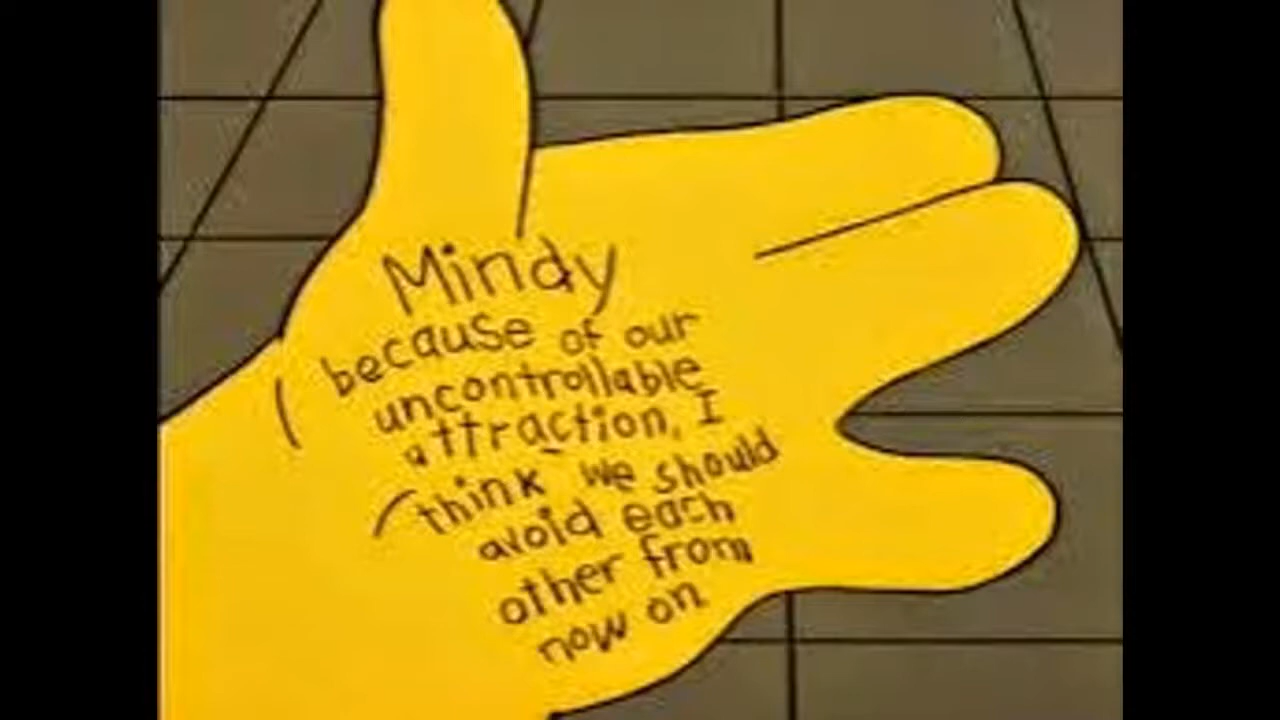 Mindy
because of our
uncontrollable
attraction, I
think we should
avoid each
other from
now on